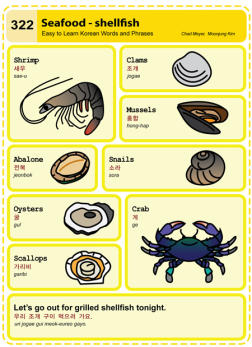 322
Seafood - shellfish
Easy to Learn Korean Words and Phrases
Chad Meyer, Moonjung Kim
Shrimp
새우
sae-u
Clams
조개
jogae
Mussels
홍합
hong-hap
Abalone
전복
jeonbok
Snails
소라
sora
Oysters
굴
gul
Crab
게
ge
Scallops
가리비
garibi
Let's go out for grilled shellfish tonight.
우리 조개 구이 먹으러 가요.
uri jogae gui meok-eureo gayo.